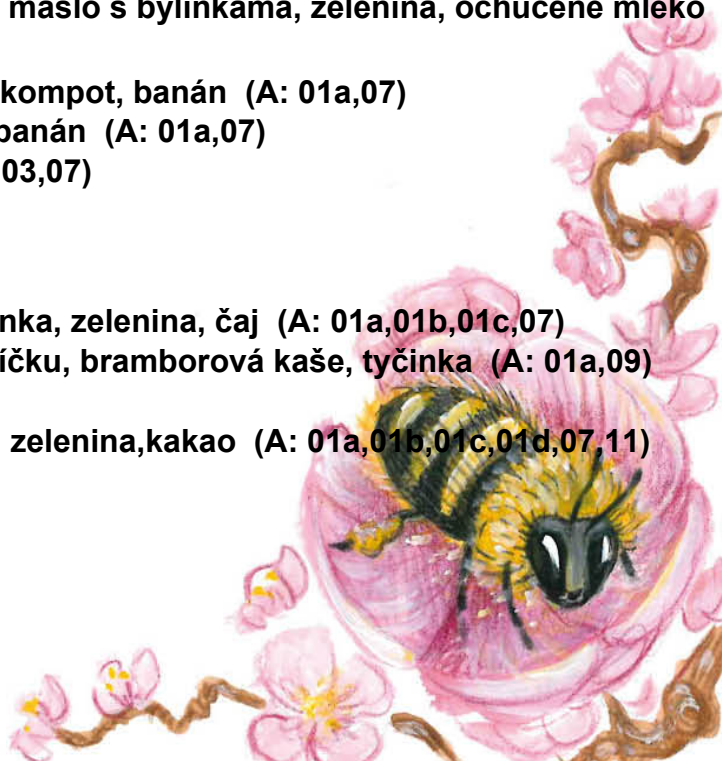 máslo s bylinkama, zelenina, ochucené mléko
kompot, banán (A: 01a,07)
banán (A: 01a,07)
03,07)
nka, zelenina, čaj (A: 01a,01b,01c,07)
íčku, bramborová kaše, tyčinka (A: 01a,09)
zelenina,kakao (A: 01a,01b,01c,01d,07,11)